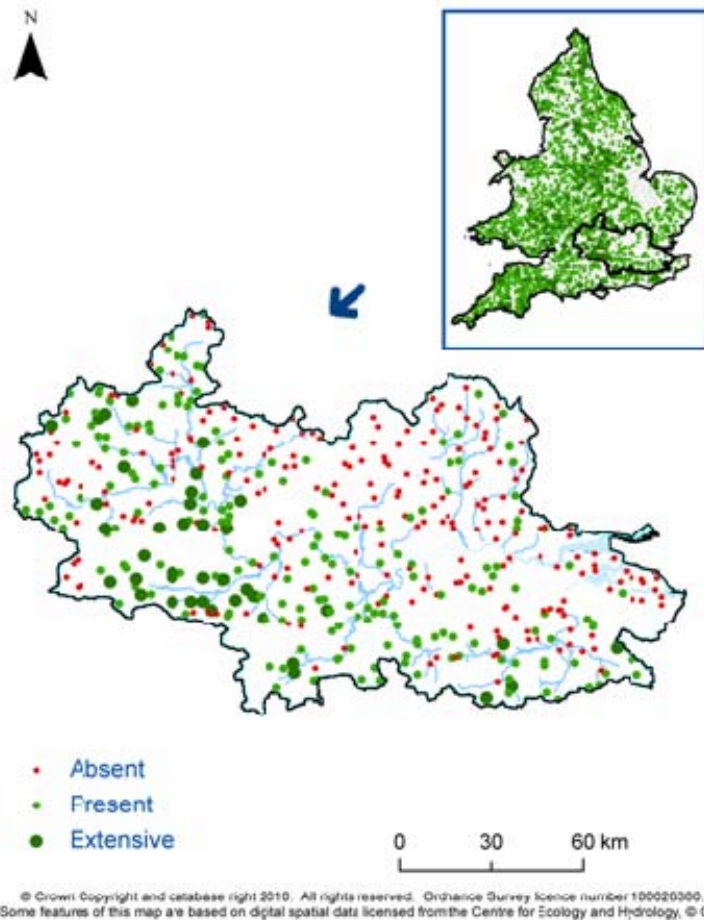 N
Absent
Present
Extensive
0 30 60 km
© Crown Copyright and database right 2010. All rights reserved. Ordnance Survey licence number 100026380.
Some features of this map are based on digital spatial data licensed from the Centre for Ecology and Hydrology, ©